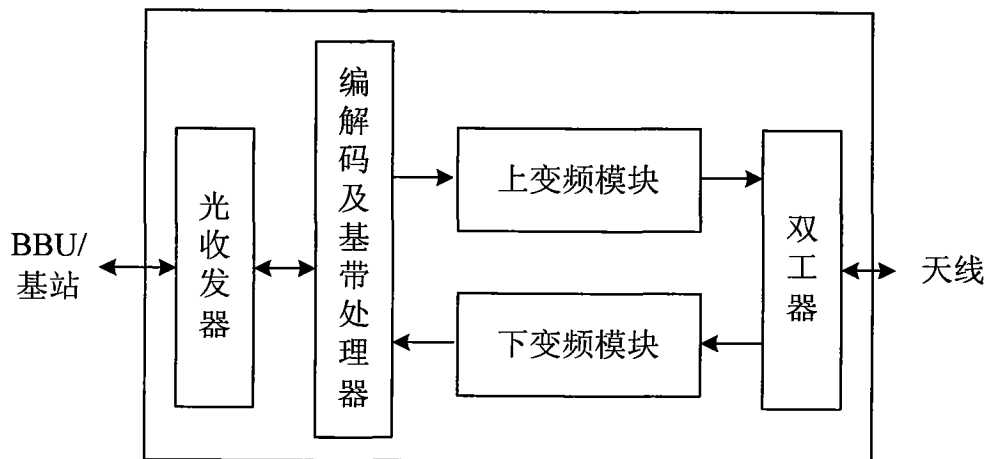 BBU/
基站
光收发器
编解码及基带处理器
上变频模块
下变频模块
双工器
天线